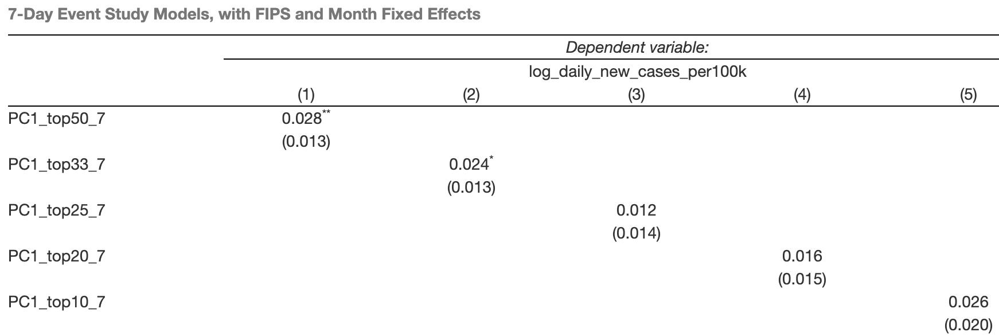 7-Day Event Study Models, with FIPS and Month Fixed Effects
Dependent variable:
log_daily_new_cases_per100k
(1) (2) (3) (4) (5)
PC1_top50_7 0.028**
(0.013)
PC1_top33_7 0.024*
(0.013)
PC1_top25_7 0.012
(0.014)
PC1_top20_7 0.016
(0.015)
PC1_top10_7 0.026
(0.020)